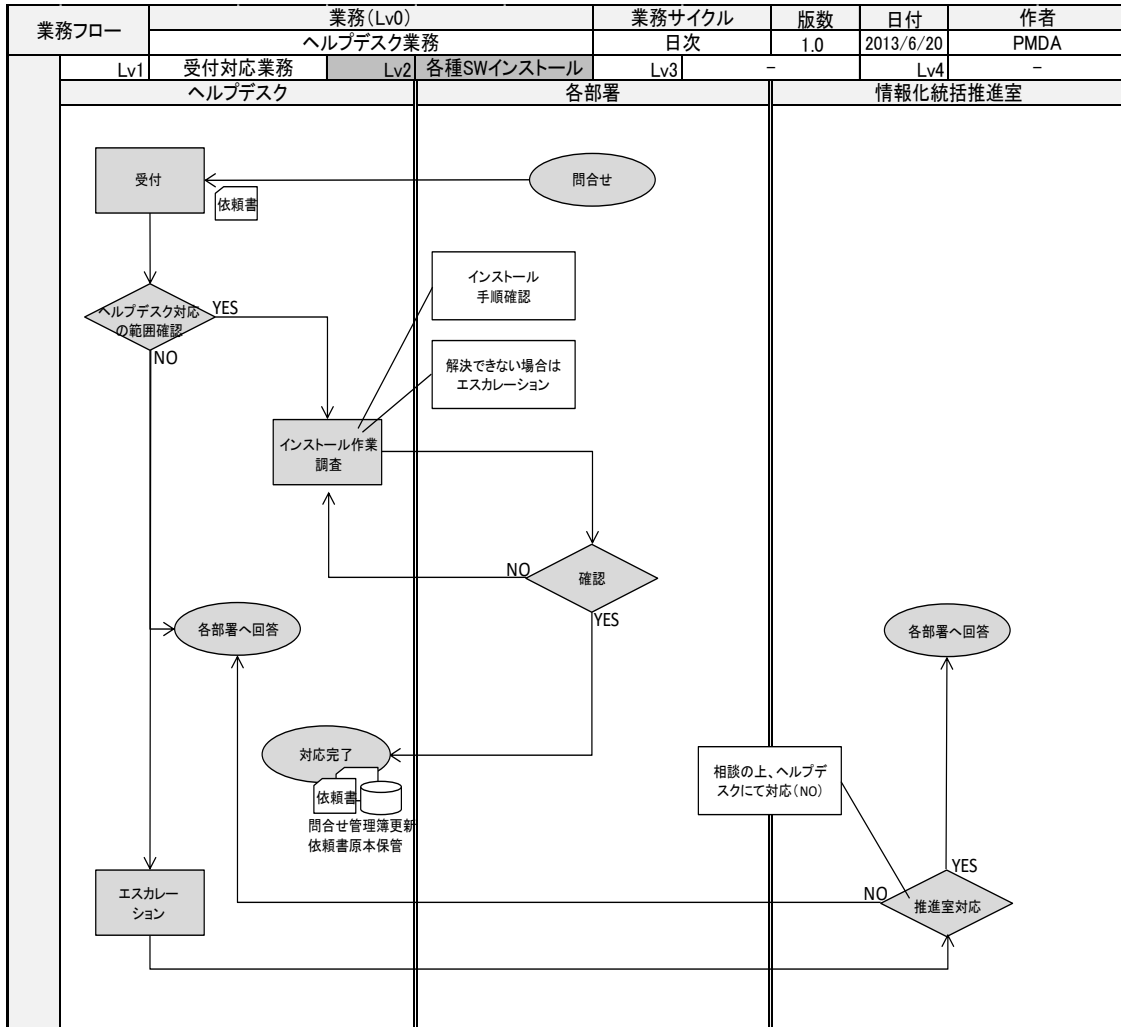 業務フロー
業務(Lv0)
業務サイクル
版数
日付
作者
ヘルプデスク業務
日次
1.0
2013/6/20
PMDA
Lv1
受付対応業務
Lv2
各種SWインストール
Lv3
-
Lv4
-
ヘルプデスク
各部署
情報化統括推進室
受付
問合せ
依頼書
インストール
手順確認
ヘルプデスク対応
の範囲確認
YES
NO
解決できない場合は
エスカレーション
インストール作業
調査
NO
確認
YES
各部署へ回答
各部署へ回答
対応完了
依頼書
問合せ管理簿更新
依頼書原本保管
相談の上、ヘルプデ
スクにて対応(NO)
YES
エスカレー
ション
NO
推進室対応